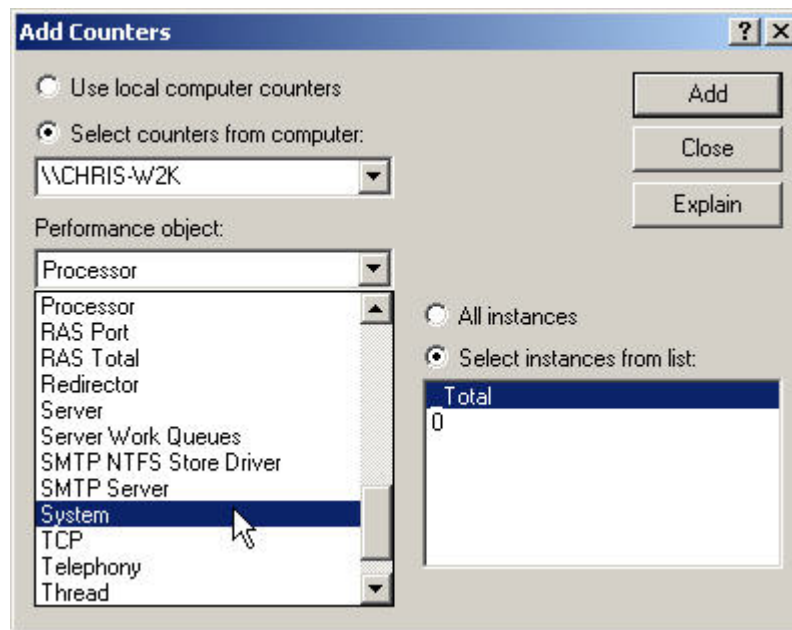 Add Counters
Use local computer counters
Select counters from computer:
\\CHRIS-W2K
Performance object:
Processor
Processor
RAS Port
RAS Total
Redirector
Server
Server Work Queues
SMTP NTFS Store Driver
SMTP Server
System
TCP
Telephony
Thread
Add
Close
Explain
All instances
Select instances from list:
_Total
0